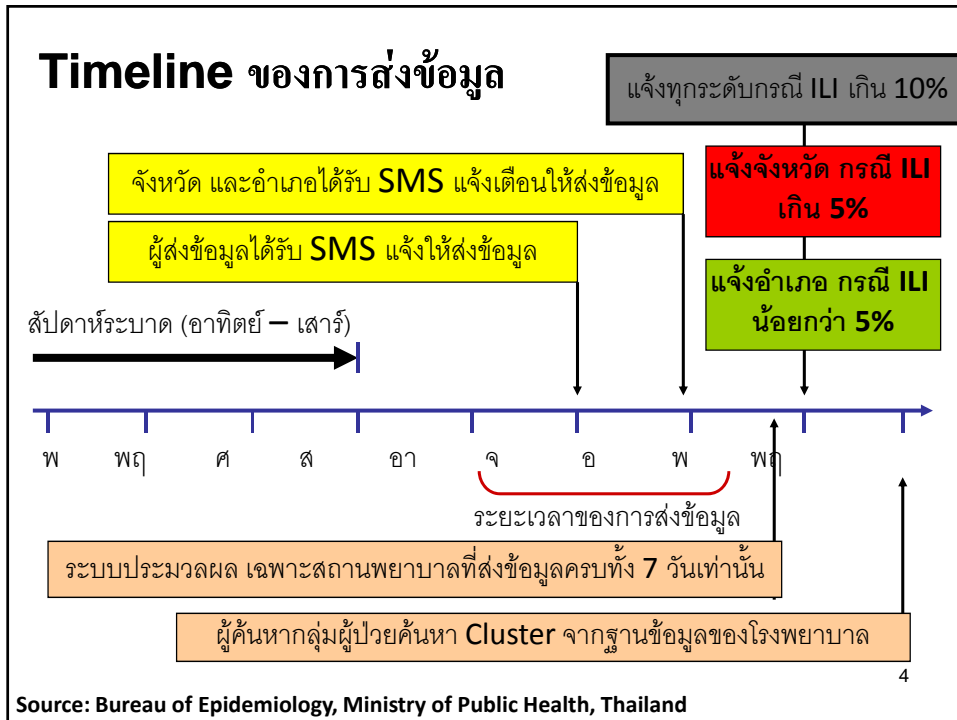 Timeline ของการส่งข้อมูล
แจ้งทุกระดับกรณี ILI เกิน 10%
จังหวัด และอำเภอได้รับ SMS แจ้งเตือนให้ส่งข้อมูล
แจ้งจังหวัด กรณี ILI
เกิน 5%
ผู้ส่งข้อมูลได้รับ SMS แจ้งให้ส่งข้อมูล
แจ้งอำเภอ กรณี ILI
น้อยกว่า 5%
สัปดาห์ระบาด (อาทิตย์ – เสาร์)
พ พฤ ศ ส อา จ อ พ พฤ
ระยะเวลาของการส่งข้อมูล
ระบบประมวลผล เฉพาะสถานพยาบาลที่ส่งข้อมูลครบทั้ง 7 วันเท่านั้น
ผู้ค้นหากลุ่มผู้ป่วยค้นหา Cluster จากฐานข้อมูลของโรงพยาบาล
4
Source: Bureau of Epidemiology, Ministry of Public Health, Thailand